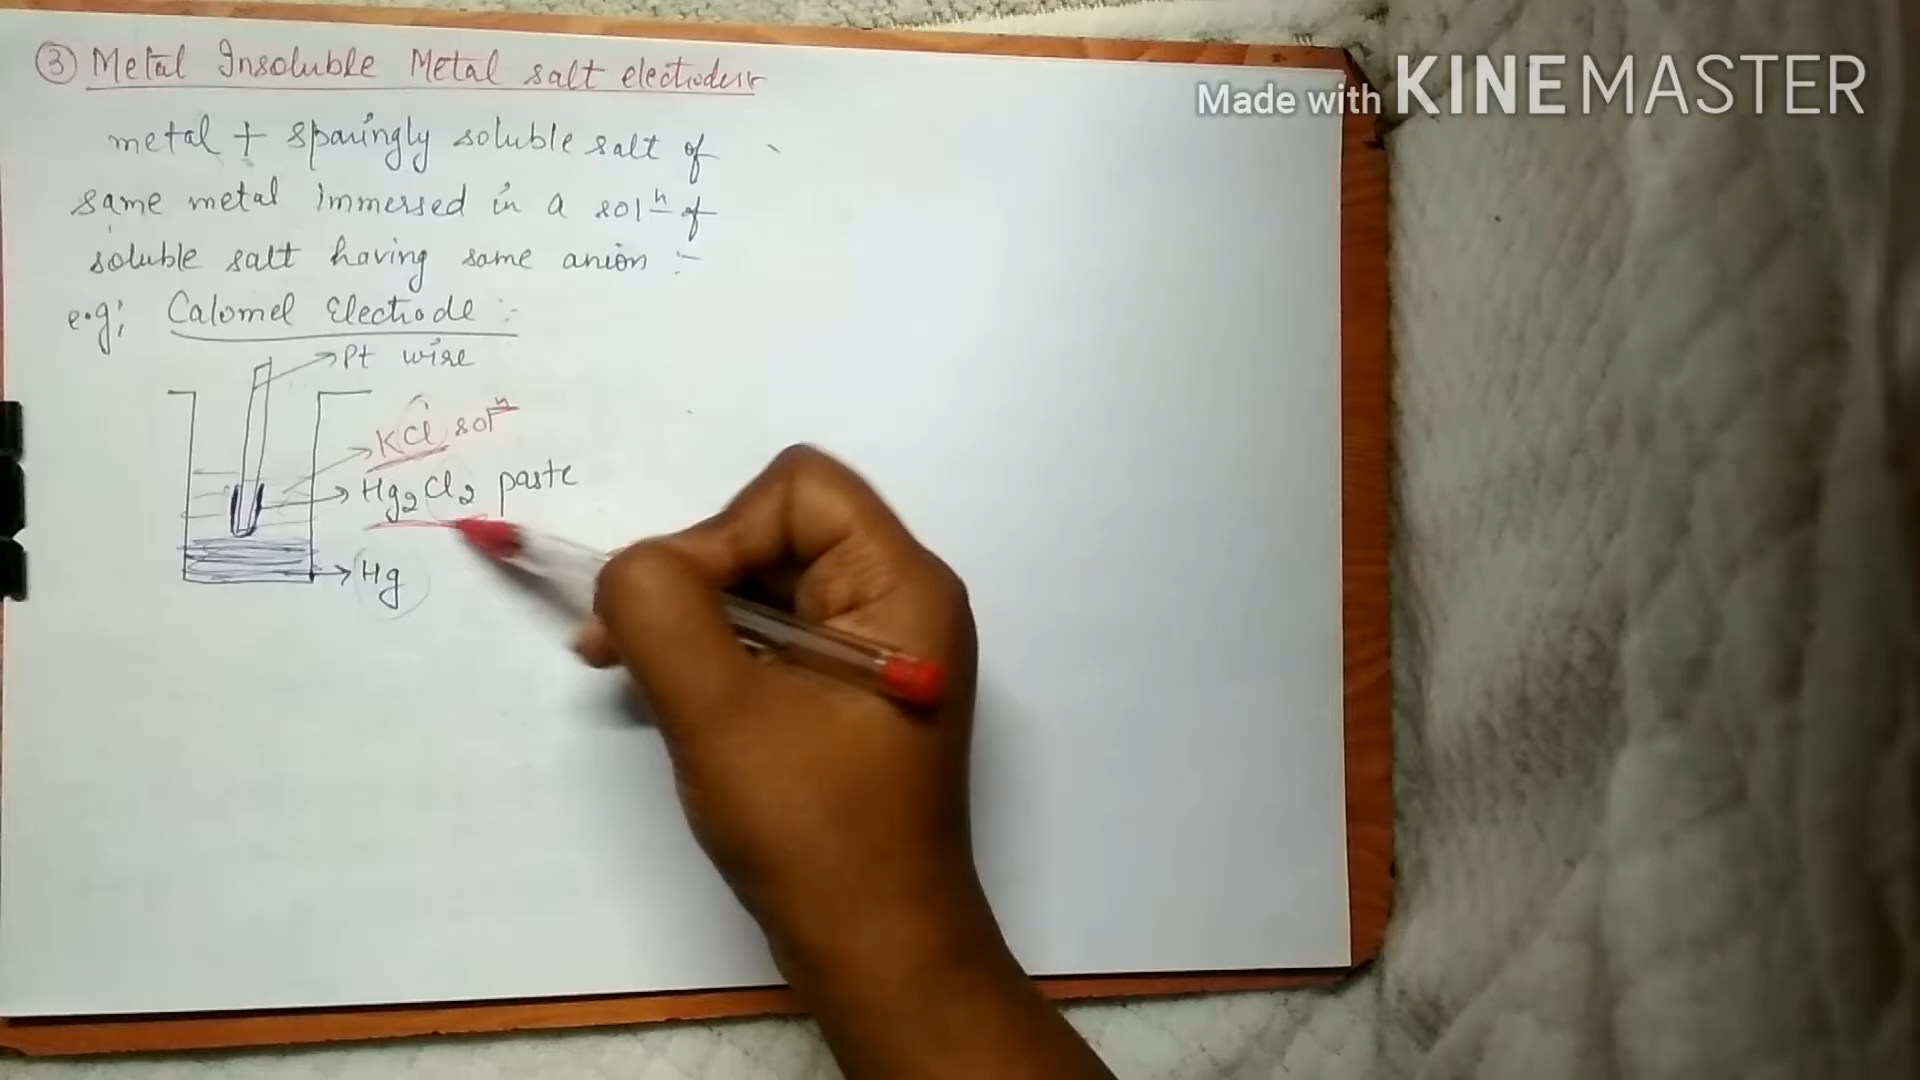 ③ Metal Insoluble Metal salt electrodes:-
metal + sparingly soluble salt of
same metal immersed in a solⁿ of
soluble salt having same anion :-
e.g; Calomel Electrode :-
Pt wire
KCl solⁿ
Hg₂Cl₂ paste
Hg
Made with KINEMASTER